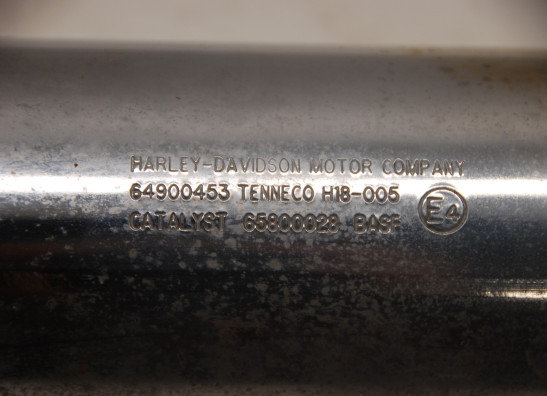 HARLEY-DAVIDSON MOTOR COMPANY
64900453 TENNECO H18-005 E4
CATALYST 65800028 BASF